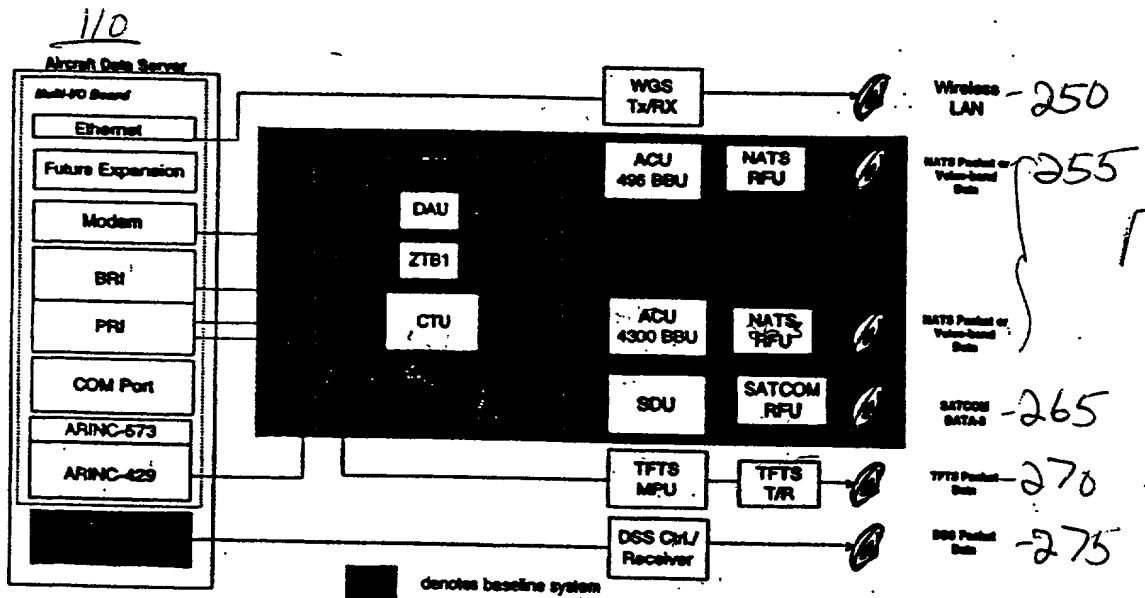 110
Aircraft Data Server
Multi-I/O Board
Ethernet
Future Expansion
Modem
BRI
PRI
COM Port
ARINC-573
ARINC-429
DAU
ZTB1
CTU
WGS
Tx/RX
ACU
495 BBU
NATS
RFU
ACU
4300 BBU
NATS
RFU
SDU
SATCOM
RFU
TFTS
MPU
TFTS
T/R
DSS Ctrl./
Receiver
Wireless
LAN
-250
NATS Packet or
Voice-band
Data
-255
NATS Packet or
Voice-band
Data
SATCOM
DATA-3
-265
TFTS Packet
Data
-270
DSS Packet
Data
-275
denotes baseline system